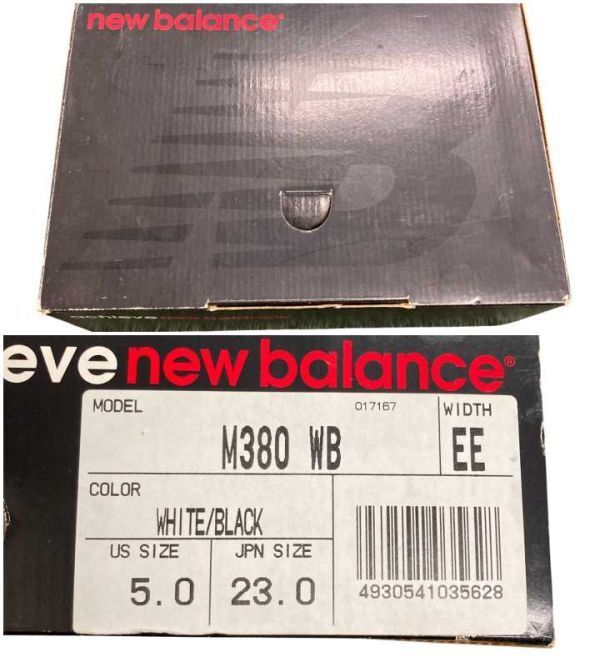 new balance
achieve
eve new balance®
MODEL 017167 WIDTH
M380 WB EE
COLOR
WHITE/BLACK
US SIZE JPN SIZE
5.0 23.0
4930541035628